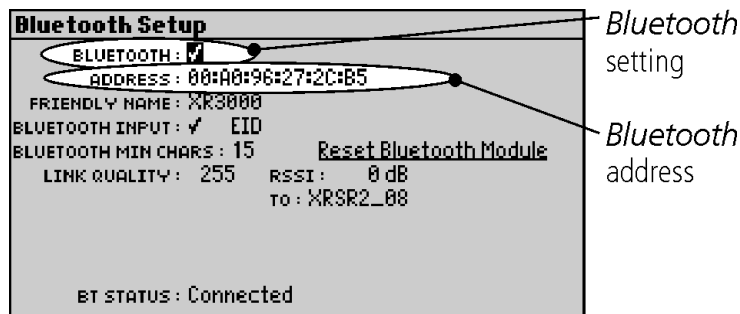 Bluetooth Setup
BLUETOOTH: ✓
ADDRESS: 00:A0:96:27:2C:B5
FRIENDLY NAME: XR3000
BLUETOOTH INPUT: ✓ EID
BLUETOOTH MIN CHARS: 15 Reset Bluetooth Module
LINK QUALITY: 255 RSSI: 0 dB
TO: XRSR2_08
BT STATUS: Connected
Bluetooth
setting
Bluetooth
address